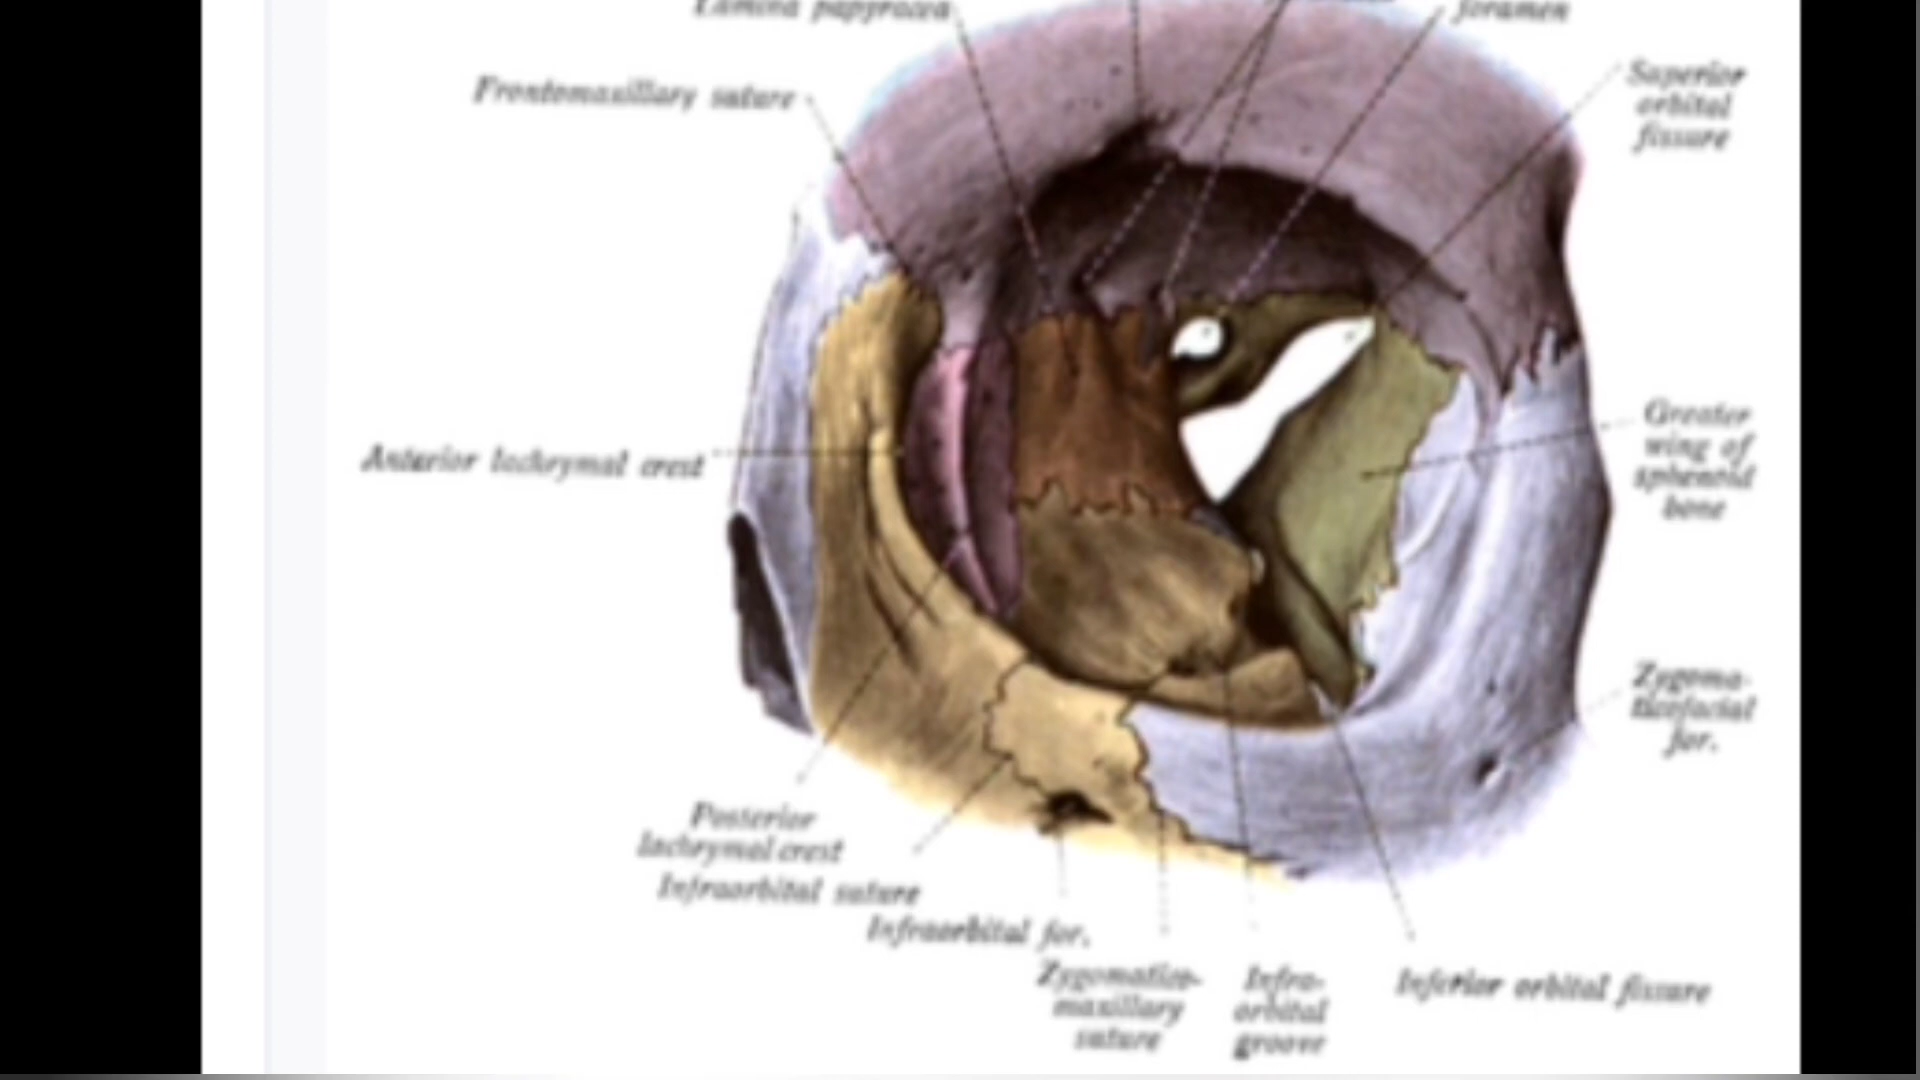 Lamina papyracea
foramen
Frontomaxillary suture
Superior
orbital
fissure
Anterior lachrymal crest
Greater
wing of
sphenoid
bone
Zygoma-
ticofacial
for.
Posterior
lachrymal crest
Infraorbital suture
Infraorbital for.
Zygomatico-
maxillary
suture
Infra-
orbital
groove
Inferior orbital fissure